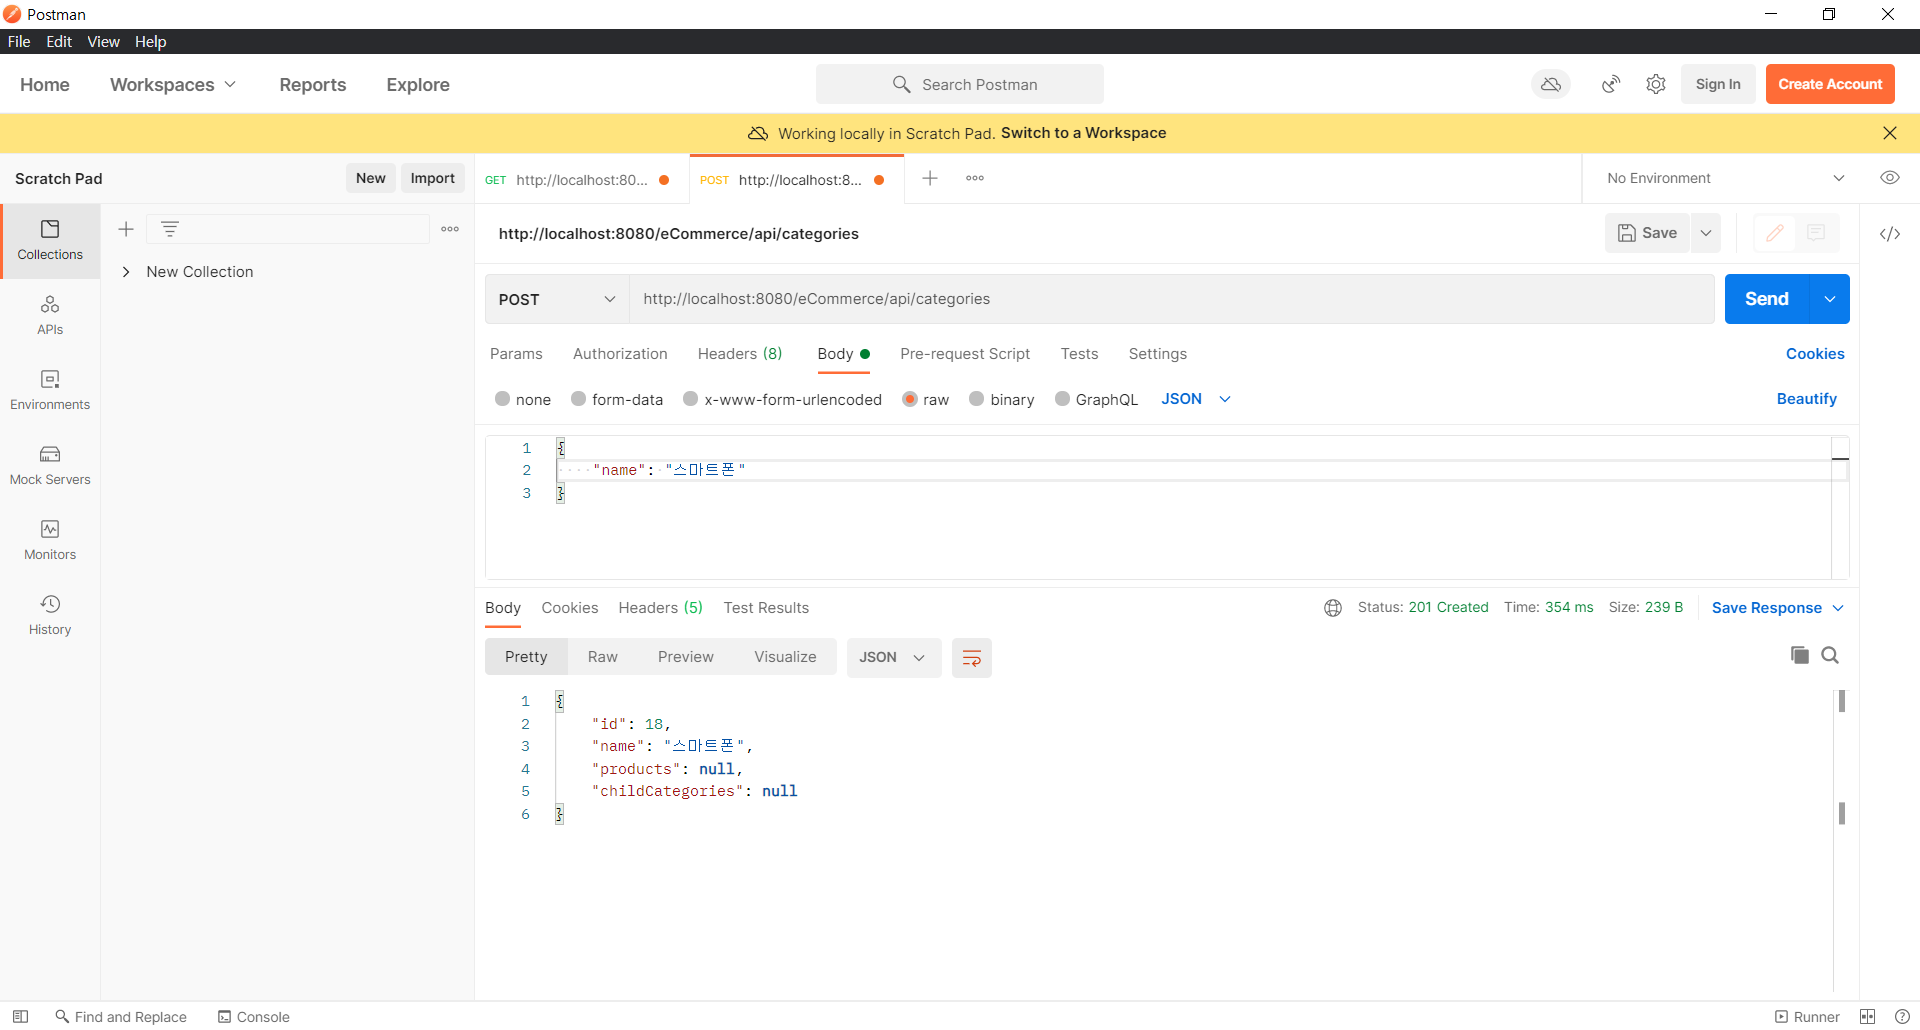 Postman
File Edit View Help
Home Workspaces Reports Explore Search Postman Sign In Create Account
Working locally in Scratch Pad. Switch to a Workspace
Scratch Pad New Import GET http://localhost:80... POST http://localhost:8... No Environment
Collections
New Collection
APIs
Environments
Mock Servers
Monitors
History
http://localhost:8080/eCommerce/api/categories Save
POST http://localhost:8080/eCommerce/api/categories Send
Params Authorization Headers (8) Body Pre-request Script Tests Settings Cookies
none form-data x-www-form-urlencoded raw binary GraphQL JSON Beautify
1 {
2 "name": "스마트폰"
3 }
Body Cookies Headers (5) Test Results Status: 201 Created Time: 354 ms Size: 239 B Save Response
Pretty Raw Preview Visualize JSON
1 {
2 "id": 18,
3 "name": "스마트폰",
4 "products": null,
5 "childCategories": null
6 }
Find and Replace Console Runner